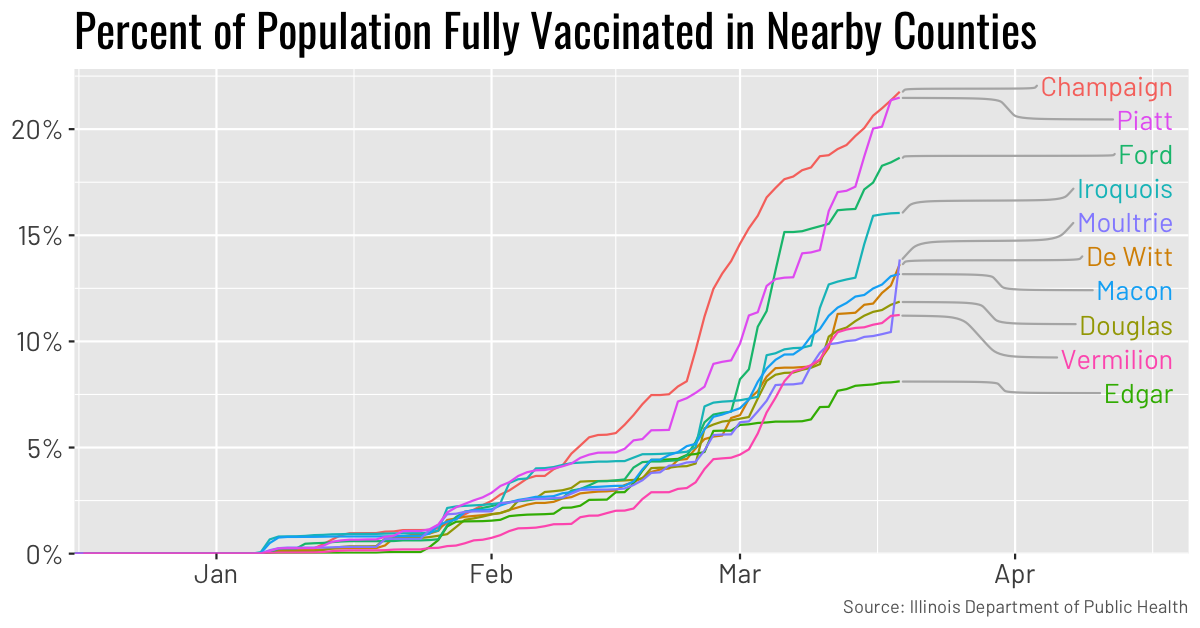 Percent of Population Fully Vaccinated in Nearby Counties
20%
15%
10%
5%
0%
Champaign
Piatt
Ford
Iroquois
Moultrie
De Witt
Macon
Douglas
Vermilion
Edgar
Jan Feb Mar Apr
Source: Illinois Department of Public Health